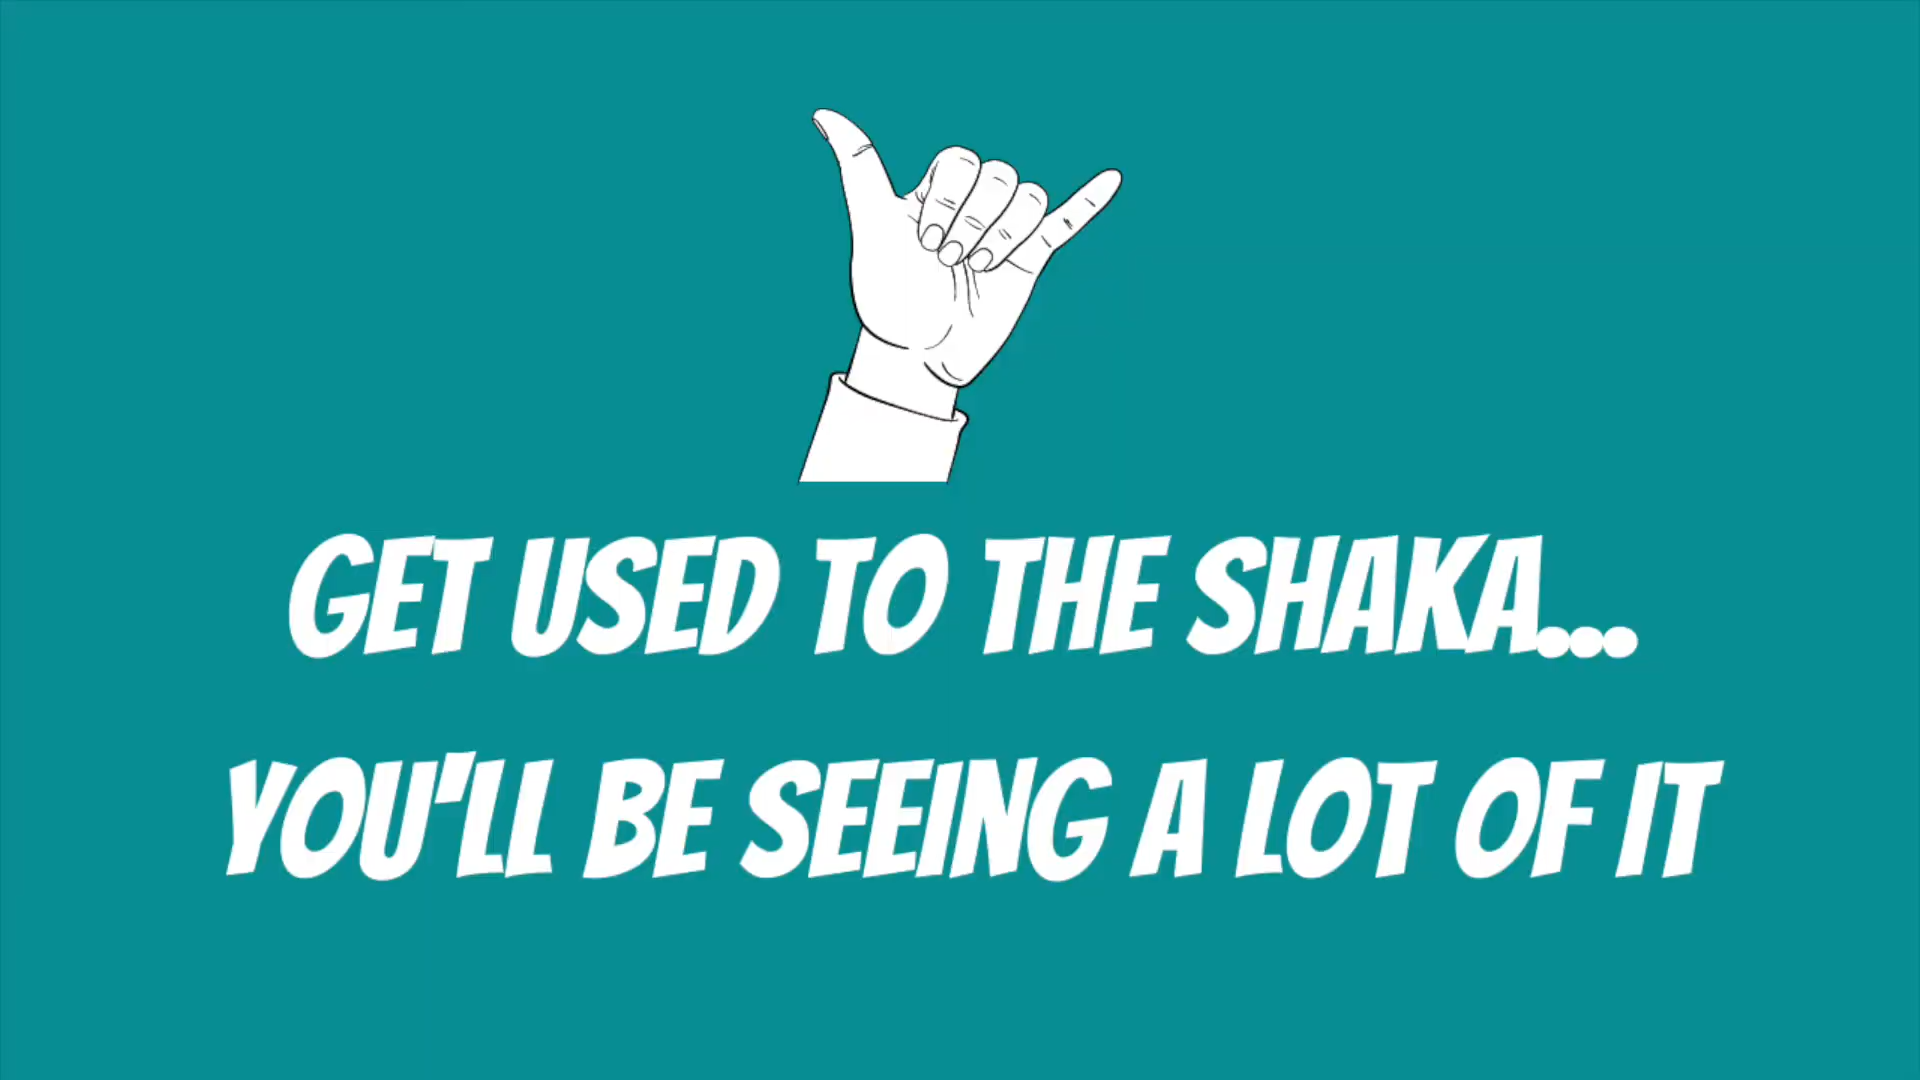 GET USED TO THE SHAKA...
YOU'LL BE SEEING A LOT OF IT